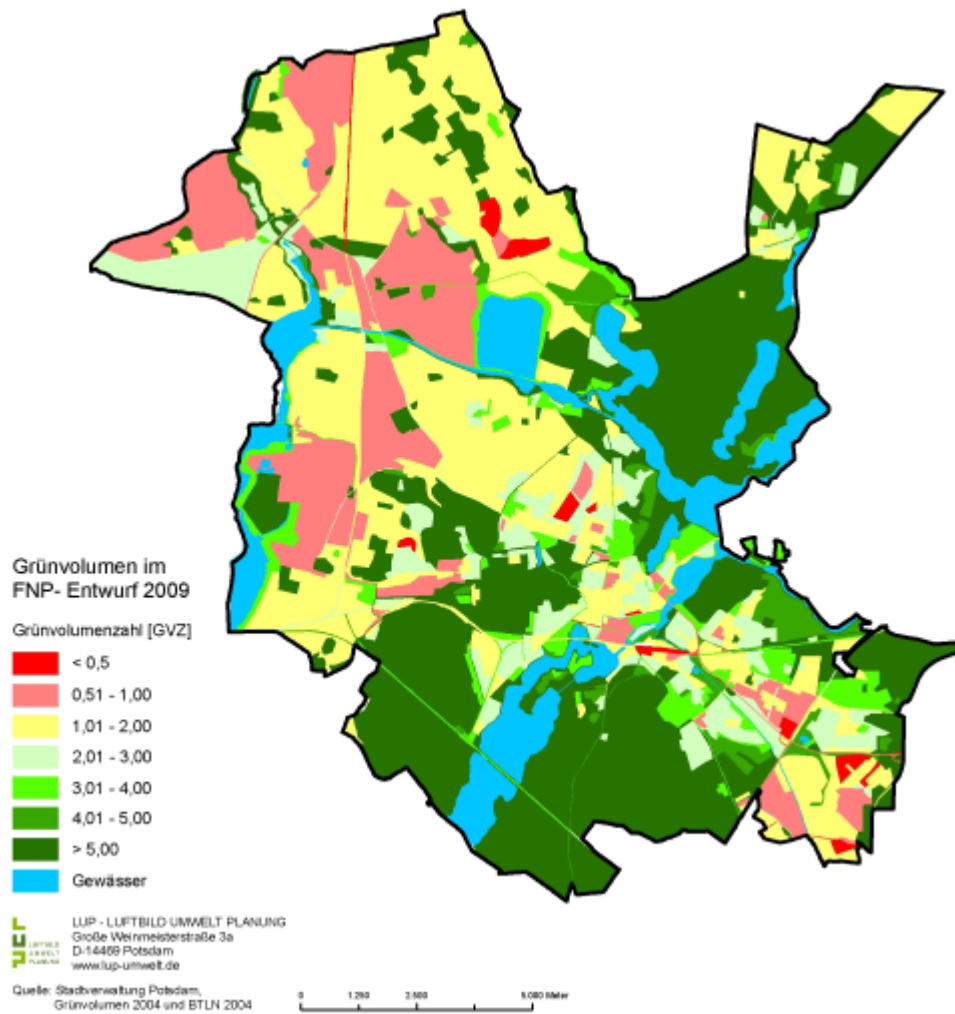 Grünvolumen im
FNP- Entwurf 2009
Grünvolumenzahl [GVZ]
< 0,5
0,51 - 1,00
1,01 - 2,00
2,01 - 3,00
3,01 - 4,00
4,01 - 5,00
> 5,00
Gewässer
LUFTBILD
UMWELT
PLANUNG
LUP - LUFTBILD UMWELT PLANUNG
Große Weinmeisterstraße 3a
D-14469 Potsdam
www.lup-umwelt.de
Quelle: Stadtverwaltung Potsdam,
Grünvolumen 2004 und BTLN 2004
0 1.250 2.500 5.000 Meter